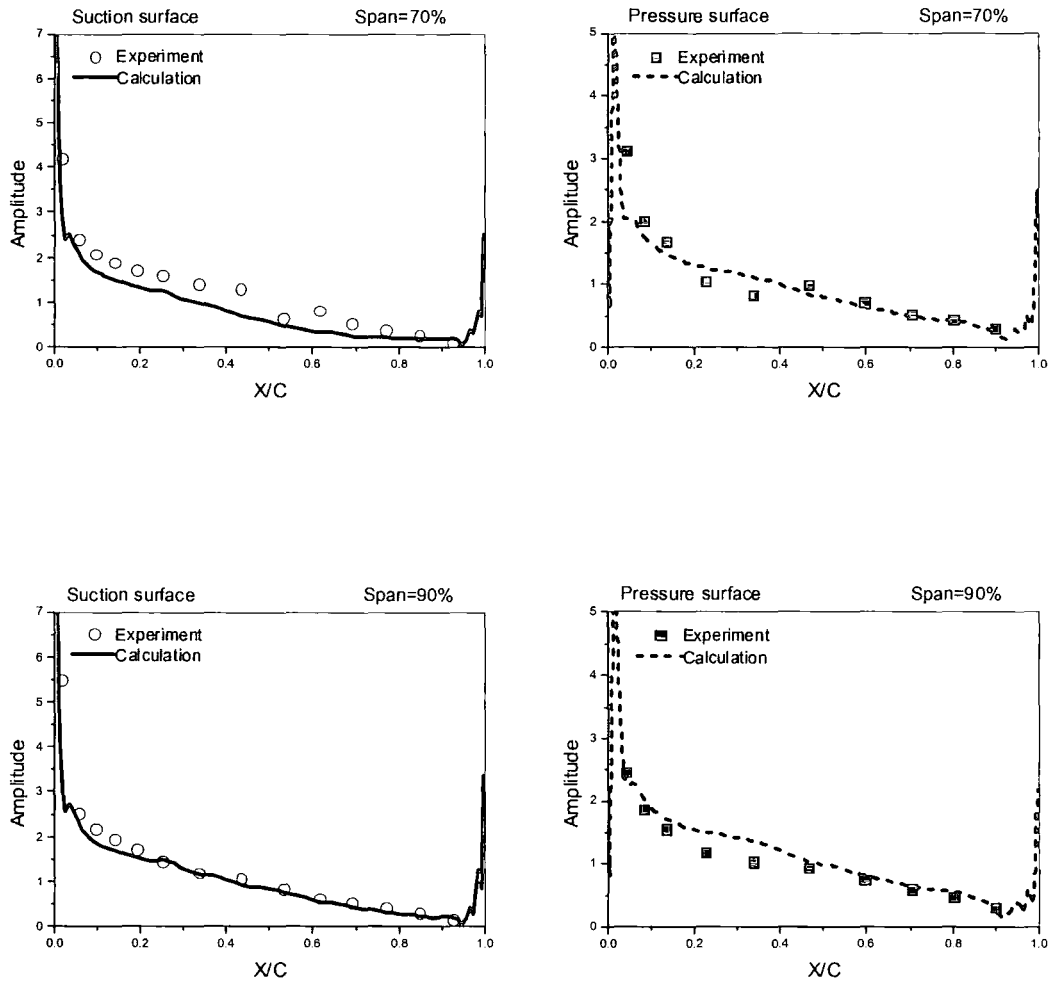 Suction surface Span=70%
7
6
5
4
3
2
1
0
Amplitude
Experiment
Calculation
0.0 0.2 0.4 0.6 0.8 1.0
X/C
Pressure surface Span=70%
5
4
3
2
1
0
Amplitude
Experiment
Calculation
0.0 0.2 0.4 0.6 0.8 1.0
X/C
Suction surface Span=90%
7
6
5
4
3
2
1
0
Amplitude
Experiment
Calculation
0.0 0.2 0.4 0.6 0.8 1.0
X/C
Pressure surface Span=90%
5
4
3
2
1
0
Amplitude
Experiment
Calculation
0.0 0.2 0.4 0.6 0.8 1.0
X/C